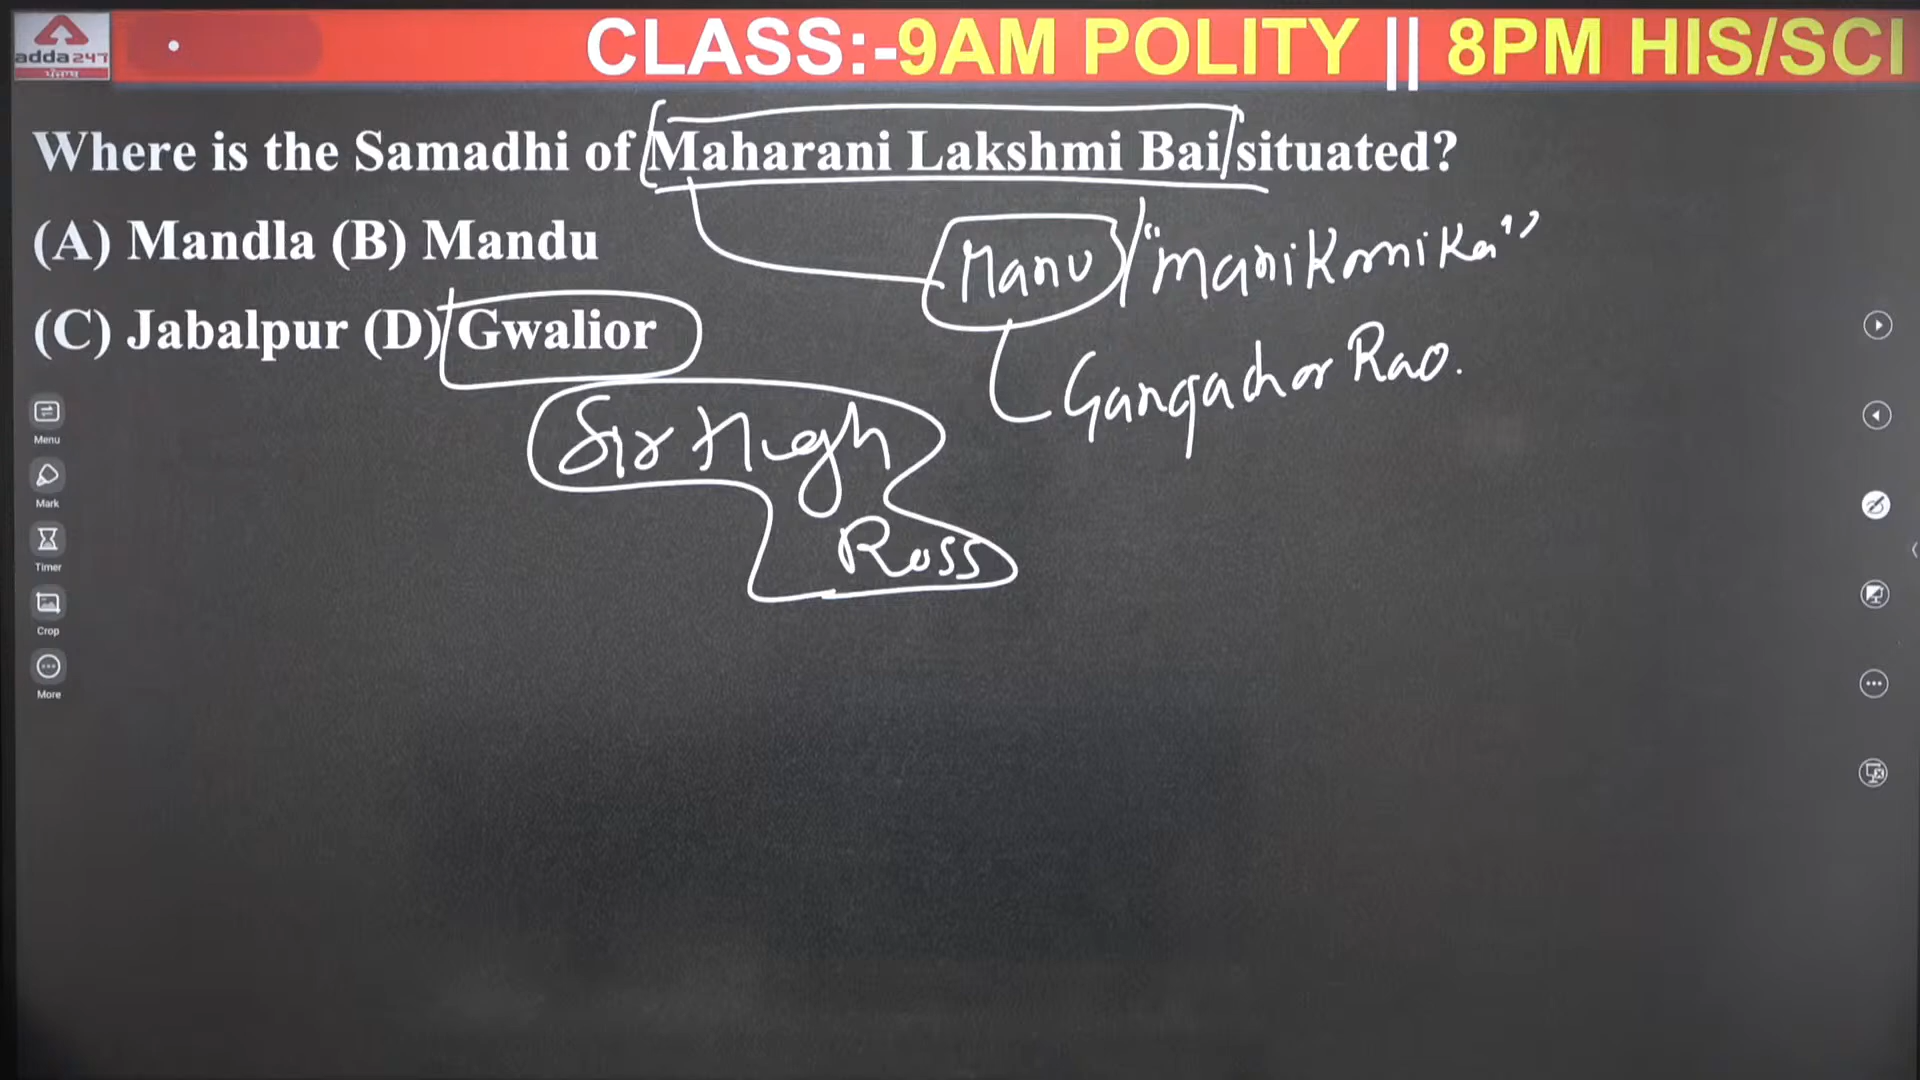 adda247
ਪੰਜਾਬ
CLASS:-9AM POLITY || 8PM HIS/SCI
Where is the Samadhi of Maharani Lakshmi Bai situated?
(A) Mandla (B) Mandu
(C) Jabalpur (D) Gwalior
Manu / "Manikarnika"
Gangadhar Rao.
Sir Hugh
Ross
Menu
Mark
Timer
Crop
More